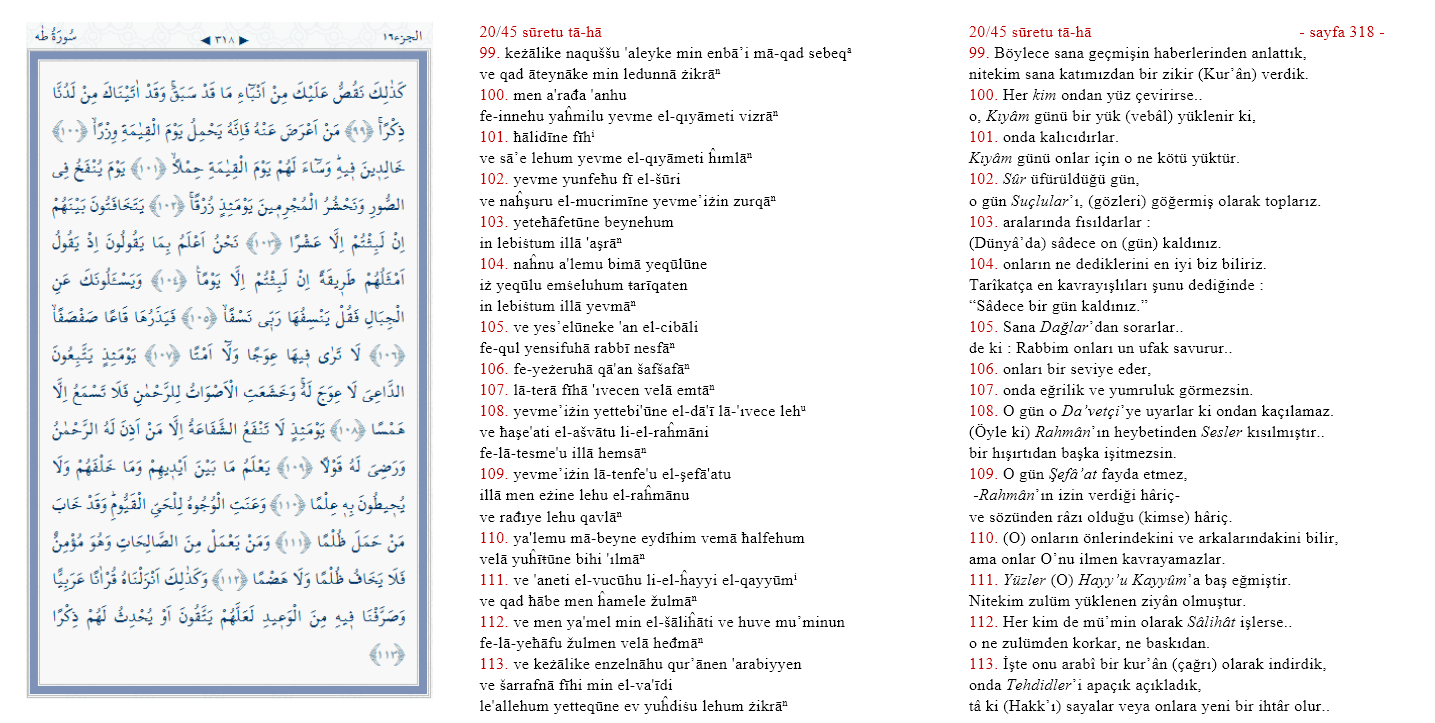 سُورَةُ طٰهٰ
◀ ٣١٨ ▶
الجزء١٦
كَذٰلِكَ نَقُصُّ عَلَيْكَ مِنْ اَنْبَٓاءِ مَا قَدْ سَبَقَۚ وَقَدْ اٰتَيْنَاكَ مِنْ لَدُنَّا
ذِكْرًاۚ ﴿٩٩﴾ مَنْ اَعْرَضَ عَنْهُ فَاِنَّهُ يَحْمِلُ يَوْمَ الْقِيٰمَةِ وِزْرًاۙ ﴿١٠٠﴾
خَالِد۪ينَ ف۪يهِۜ وَسَٓاءَ لَهُمْ يَوْمَ الْقِيٰمَةِ حِمْلًاۙ ﴿١٠١﴾ يَوْمَ يُنْفَخُ فِي
الصُّورِ وَنَحْشُرُ الْمُجْرِم۪ينَ يَوْمَئِذٍ زُرْقًاۚ ﴿١٠٢﴾ يَتَخَافَتُونَ بَيْنَهُمْ
اِنْ لَبِثْتُمْ اِلَّا عَشْرًا ﴿١٠٣﴾ نَحْنُ اَعْلَمُ بِمَا يَقُولُونَ اِذْ يَقُولُ
اَمْثَلُهُمْ طَر۪يقَةً اِنْ لَبِثْتُمْ اِلَّا يَوْمًاۚ ﴿١٠٤﴾ وَيَسْـَٔلُونَكَ عَنِ
الْجِبَالِ فَقُلْ يَنْسِفُهَا رَبّ۪ي نَسْفًاۙ ﴿١٠٥﴾ فَيَذَرُهَا قَاعًا صَفْصَفًاۙ
﴿١٠٦﴾ لَا تَرٰى ف۪يهَا عِوَجًا وَلَٓا اَمْتًا ﴿١٠٧﴾ يَوْمَئِذٍ يَتَّبِعُونَ
الدَّاعِيَ لَا عِوَجَ لَهُۚ وَخَشَعَتِ الْاَصْوَاتُ لِلرَّحْمٰنِ فَلَا تَسْمَعُ اِلَّا
هَمْسًا ﴿١٠٨﴾ يَوْمَئِذٍ لَا تَنْفَعُ الشَّفَاعَةُ اِلَّا مَنْ اَذِنَ لَهُ الرَّحْمٰنُ
وَرَضِيَ لَهُ قَوْلًا ﴿١٠٩﴾ يَعْلَمُ مَا بَيْنَ اَيْد۪يهِمْ وَمَا خَلْفَهُمْ وَلَا
يُح۪يطُونَ بِه۪ عِلْمًا ﴿١١٠﴾ وَعَنَتِ الْوُجُوهُ لِلْحَيِّ الْقَيُّومِۜ وَقَدْ خَابَ
مَنْ حَمَلَ ظُلْمًا ﴿١١١﴾ وَمَنْ يَعْمَلْ مِنَ الصَّالِحَاتِ وَهُوَ مُؤْمِنٌ
فَلَا يَخَافُ ظُلْمًا وَلَا هَضْمًا ﴿١١٢﴾ وَكَذٰلِكَ اَنْزَلْنَاهُ قُرْاٰنًا عَرَبِيًّا
وَصَرَّفْنَا ف۪يهِ مِنَ الْوَع۪يدِ لَعَلَّهُمْ يَتَّقُونَ اَوْ يُحْدِثُ لَهُمْ ذِكْرًا
﴿١١٣﴾
20/45 sūretu tā-hā
99. keżālike naquššu 'aleyke min enbā’i mā-qad sebeqᵃ
ve qad āteynāke min ledunnā żikrāⁿ
100. men a'rađa 'anhu
fe-innehu yaĥmilu yevme el-qıyāmeti vizrāⁿ
101. ħālidīne fīhⁱ
ve sā’e lehum yevme el-qıyāmeti ĥımlāⁿ
102. yevme yunfeħu fī el-šūri
ve naĥşuru el-mucrimīne yevme’iżin zurqāⁿ
103. yeteħāfetūne beynehum
in lebiśtum illā 'aşrāⁿ
104. naĥnu a'lemu bimā yeqūlūne
iż yeqūlu emśeluhum ŧarīqaten
in lebiśtum illā yevmāⁿ
105. ve yes’elūneke 'an el-cibāli
fe-qul yensifuhā rabbī nesfāⁿ
106. fe-yeżeruhā qā'an šafšafāⁿ
107. lā-terā fīhā 'ıvecen velā emtāⁿ
108. yevme’iżin yettebi'ūne el-dā'ī lā-'ıvece lehᵘ
ve ħaşe'ati el-ašvātu li-el-raĥmāni
fe-lā-tesme'u illā hemsāⁿ
109. yevme’iżin lā-tenfe'u el-şefā'atu
illā men eżine lehu el-raĥmānu
ve rađıye lehu qavlāⁿ
110. ya'lemu mā-beyne eydīhim vemā ħalfehum
velā yuĥīŧūne bihi 'ılmāⁿ
111. ve 'aneti el-vucūhu li-el-ĥayyi el-qayyūmⁱ
ve qad ħābe men ĥamele žulmāⁿ
112. ve men ya'mel min el-šāliĥāti ve huve mu’minun
fe-lā-yeħāfu žulmen velā heđmāⁿ
113. ve keżālike enzelnāhu qur’ānen 'arabiyyen
ve šarrafnā fīhi min el-va'īdi
le'allehum yetteqūne ev yuĥdiśu lehum żikrāⁿ
20/45 sūretu tā-hā - sayfa 318 -
99. Böylece sana geçmişin haberlerinden anlattık,
nitekim sana katımızdan bir zikir (Kur’ân) verdik.
100. Her kim ondan yüz çevirirse..
o, Kıyâm günü bir yük (vebâl) yüklenir ki,
101. onda kalıcıdırlar.
Kıyâm günü onlar için o ne kötü yüktür.
102. Sûr üfürüldüğü gün,
o gün Suçlular’ı, (gözleri) göğermiş olarak toplarız.
103. aralarında fısıldarlar :
(Dünyâ’da) sâdece on (gün) kaldınız.
104. onların ne dediklerini en iyi biz biliriz.
Tarîkatça en kavrayışlıları şunu dediğinde :
“Sâdece bir gün kaldınız.”
105. Sana Dağlar’dan sorarlar..
de ki : Rabbim onları un ufak savurur..
106. onları bir seviye eder,
107. onda eğrilik ve yumruluk görmezsin.
108. O gün o Da’vetçi’ye uyarlar ki ondan kaçılamaz.
(Öyle ki) Rahmân’ın heybetinden Sesler kısılmıştır..
bir hışırtıdan başka işitmezsin.
109. O gün Şefâ’at fayda etmez,
-Rahmân’ın izin verdiği hâriç-
ve sözünden râzı olduğu (kimse) hâriç.
110. (O) onların önlerindekini ve arkalarındakini bilir,
ama onlar O’nu ilmen kavrayamazlar.
111. Yüzler (O) Hayy’u Kayyûm’a baş eğmiştir.
Nitekim zulüm yüklenen ziyân olmuştur.
112. Her kim de mü’min olarak Sâlihât işlerse..
o ne zulümden korkar, ne baskıdan.
113. İşte onu arabî bir kur’ân (çağrı) olarak indirdik,
onda Tehdidler’i apaçık açıkladık,
tâ ki (Hakk’ı) sayalar veya onlara yeni bir ihtâr olur..